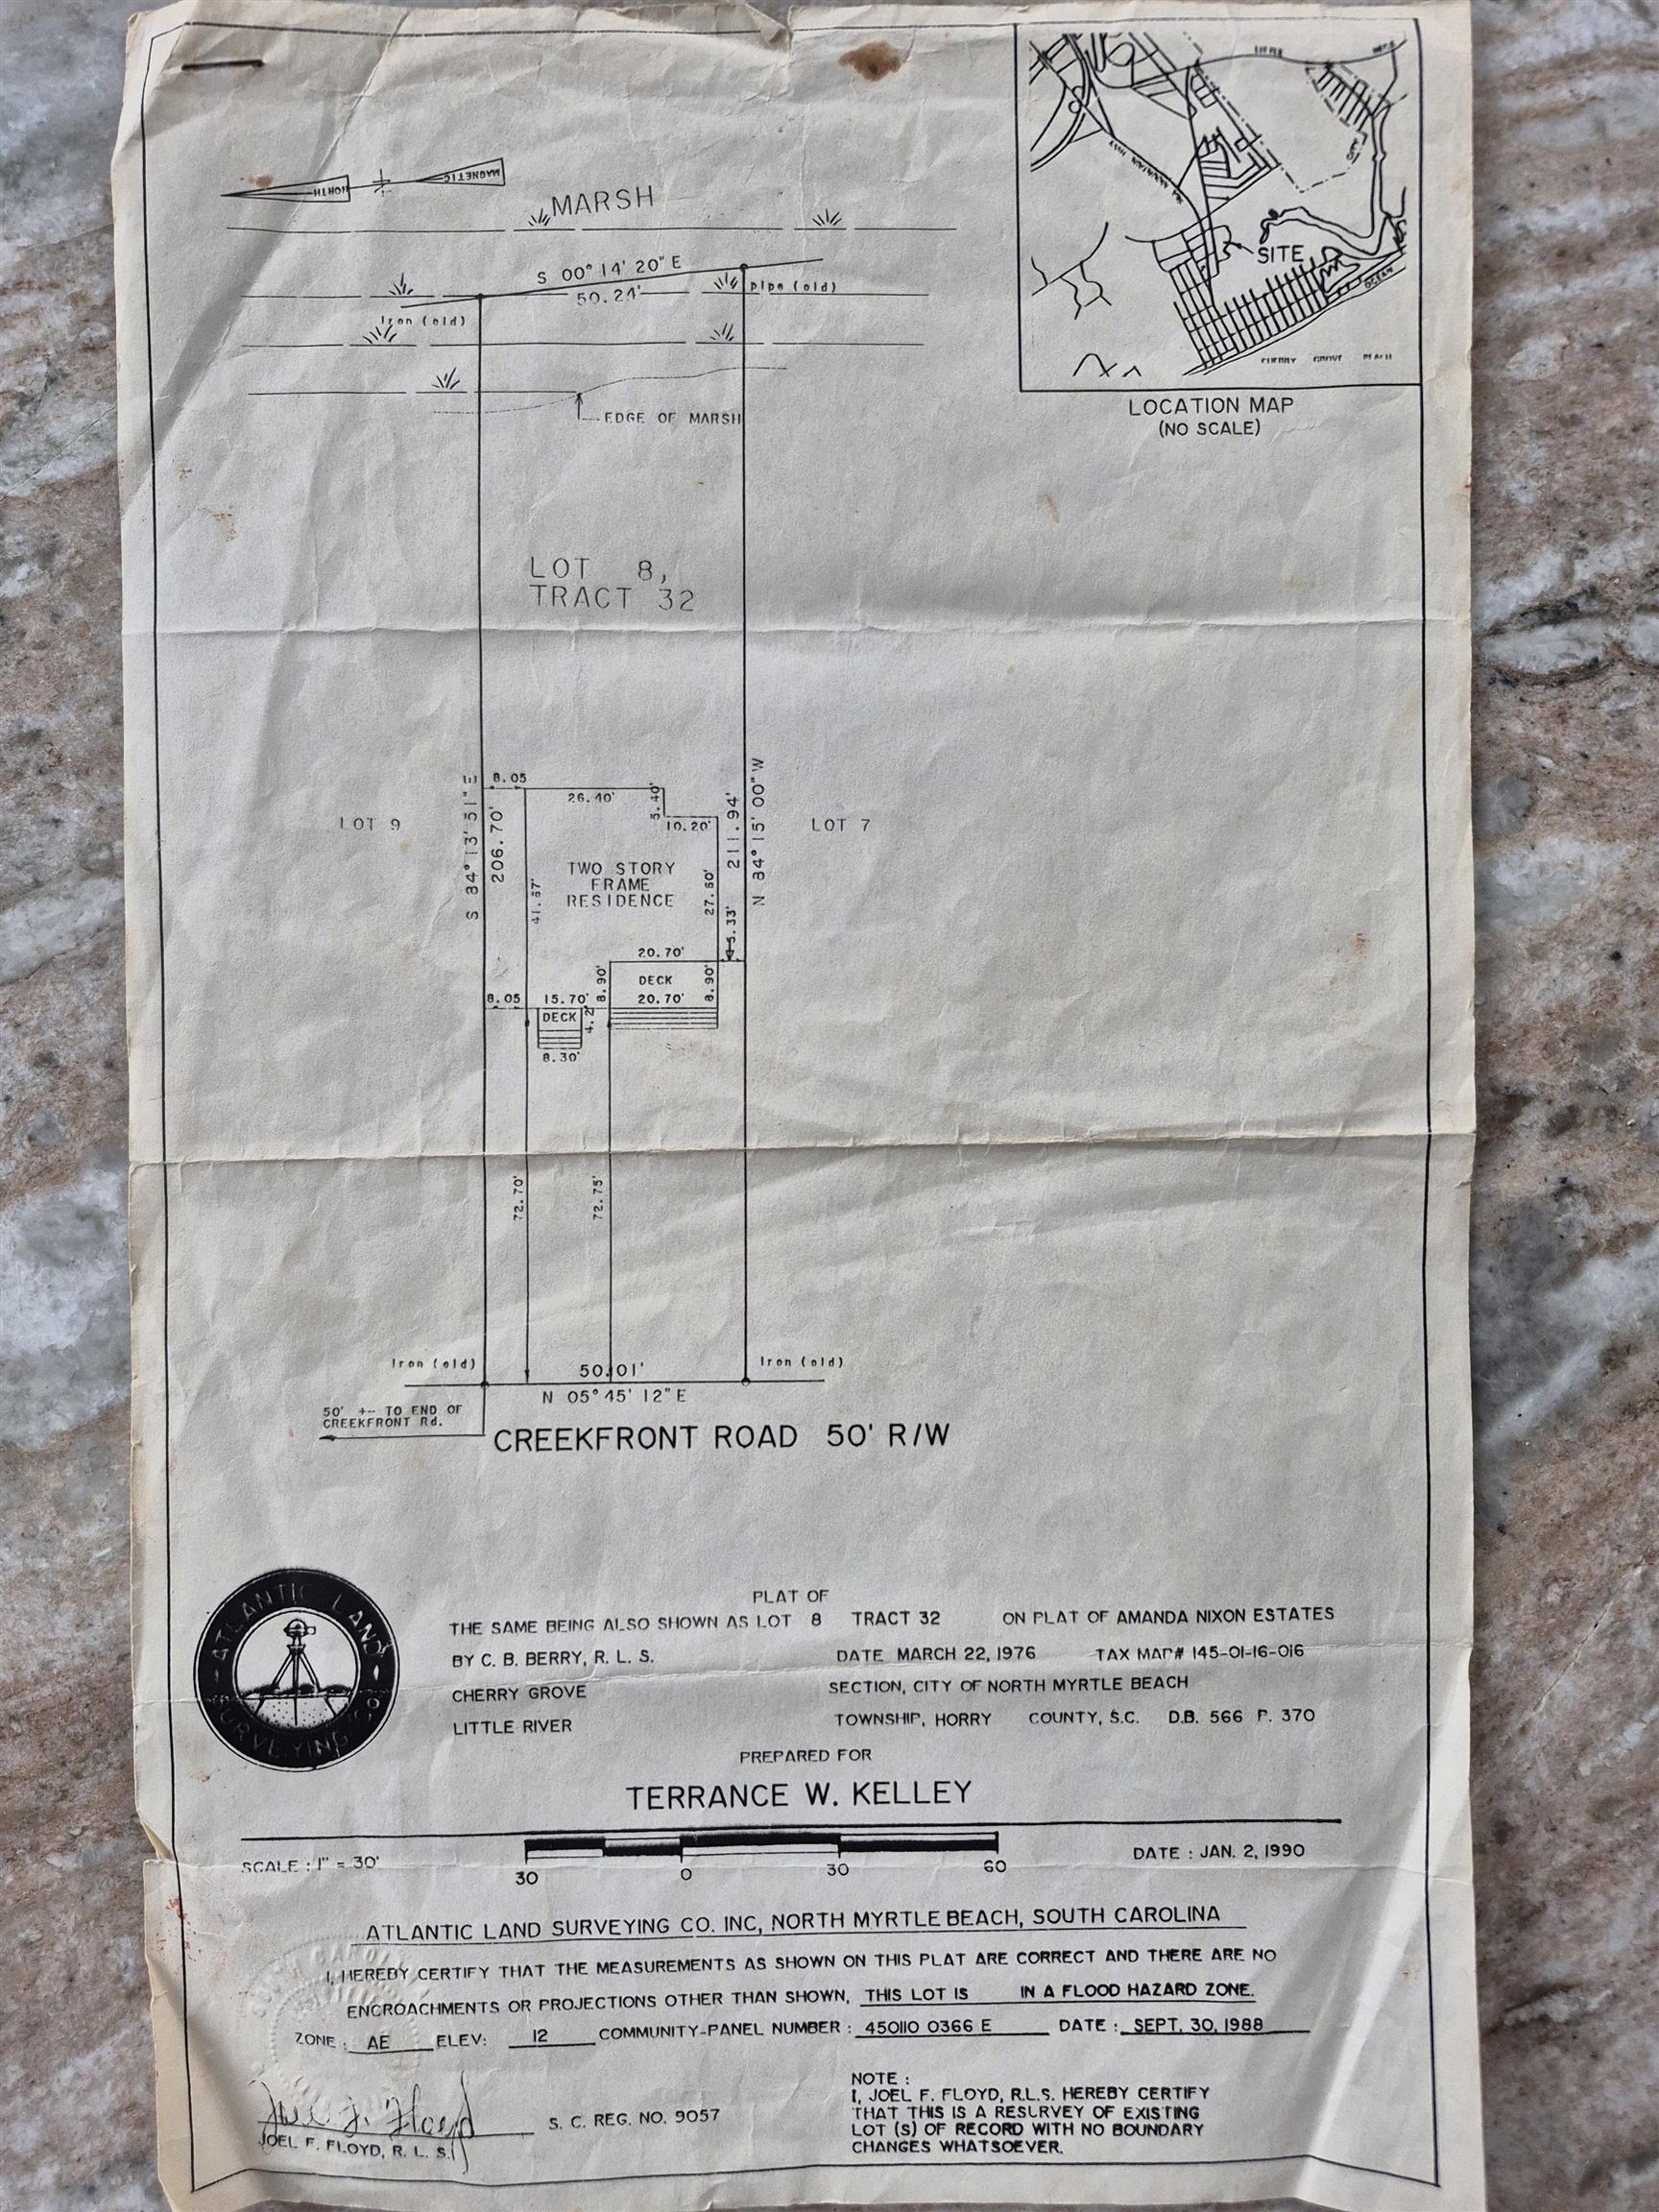 NORTH
MAGNETIC
MARSH
S 00° 14' 20" E
50.24'
Iron (old)
pipe (old)
EDGE OF MARSH
LITTLE
SITE
OCEAN
CHERRY GROVE BEACH
LOCATION MAP
(NO SCALE)
LOT 8,
TRACT 32
S 84° 13' 51" E
206.70'
8.05
26.40'
5.40'
10.20'
211.94'
N 84° 15' 00" W
LOT 9
LOT 7
TWO STORY
FRAME
RESIDENCE
41.67'
27.60'
5.33'
20.70'
DECK
8.90'
8.90'
20.70'
8.05
15.70'
DECK
4.2'
8.30'
72.70'
72.75'
Iron (old)
50.01'
Iron (old)
N 05° 45' 12" E
50' +- TO END OF
CREEKFRONT Rd.
CREEKFRONT ROAD 50' R/W
ATLANTIC LAND SURVEYING CO.
PLAT OF
THE SAME BEING ALSO SHOWN AS LOT 8 TRACT 32 ON PLAT OF AMANDA NIXON ESTATES
BY C. B. BERRY, R. L. S. DATE MARCH 22, 1976 TAX MAP# 145-01-16-016
CHERRY GROVE SECTION, CITY OF NORTH MYRTLE BEACH
LITTLE RIVER TOWNSHIP, HORRY COUNTY, S.C. D.B. 566 P. 370
PREPARED FOR
TERRANCE W. KELLEY
SCALE : 1" = 30'
30 0 30 60
DATE : JAN. 2, 1990
ATLANTIC LAND SURVEYING CO. INC, NORTH MYRTLE BEACH, SOUTH CAROLINA
I, HEREBY CERTIFY THAT THE MEASUREMENTS AS SHOWN ON THIS PLAT ARE CORRECT AND THERE ARE NO
ENCROACHMENTS OR PROJECTIONS OTHER THAN SHOWN, THIS LOT IS IN A FLOOD HAZARD ZONE.
ZONE : AE ELEV: 12 COMMUNITY-PANEL NUMBER : 450110 0366 E DATE : SEPT. 30, 1988
Joel F. Floyd
JOEL F. FLOYD, R. L. S.
S. C. REG. NO. 9057
NOTE :
I, JOEL F. FLOYD, R.L.S. HEREBY CERTIFY
THAT THIS IS A RESURVEY OF EXISTING
LOT (S) OF RECORD WITH NO BOUNDARY
CHANGES WHATSOEVER.